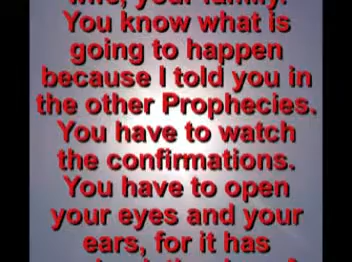 wife, your family.
You know what is
going to happen
because I told you in
the other Prophecies.
You have to watch
the confirmations.
You have to open
your eyes and your
ears, for it has